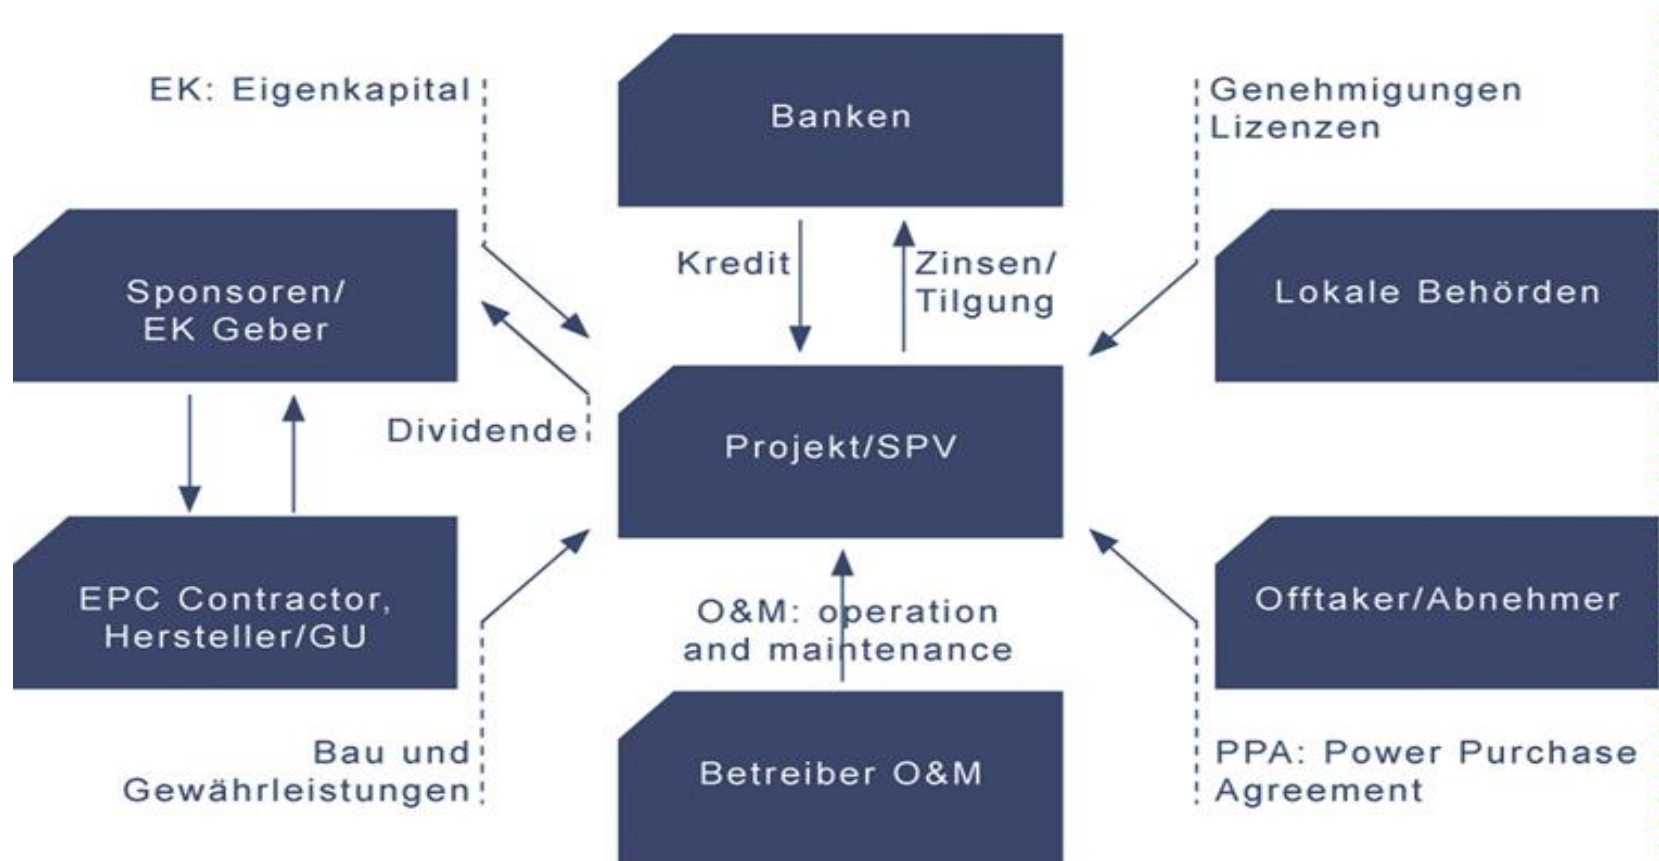 EK: Eigenkapital
Banken
Genehmigungen
Lizenzen
Sponsoren/
EK Geber
Kredit
Zinsen/
Tilgung
Lokale Behörden
Dividende
Projekt/SPV
EPC Contractor,
Hersteller/GU
O&M: operation
and maintenance
Offtaker/Abnehmer
Bau und
Gewährleistungen
Betreiber O&M
PPA: Power Purchase
Agreement